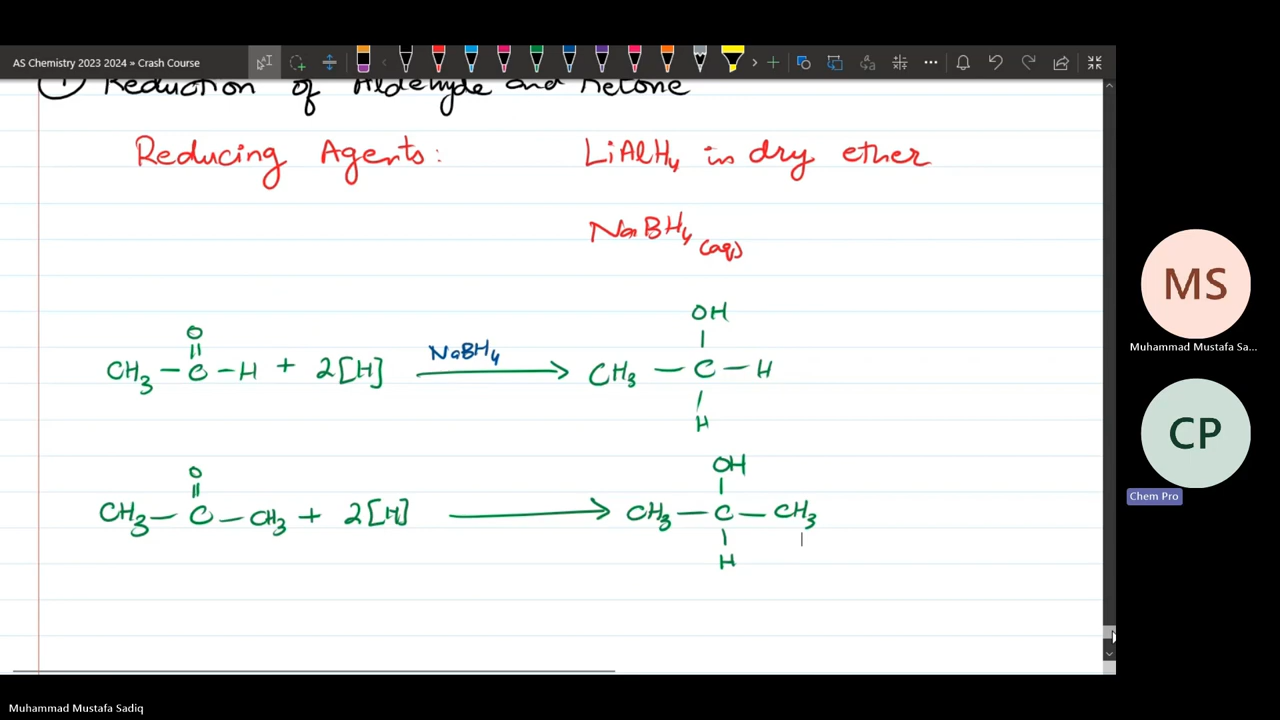 AS Chemistry 2023 2024 » Crash Course
① Reduction of Aldehyde and Ketone
Reducing Agents: LiAlH4 in dry ether
NaBH4 (aq)
OH
O
CH3 — C — H + 2[H] NaBH4 CH3 — C — H
H
OH
O
CH3 — C — CH3 + 2[H] CH3 — C — CH3
H
MS
Muhammad Mustafa Sa...
CP
Chem Pro
Muhammad Mustafa Sadiq